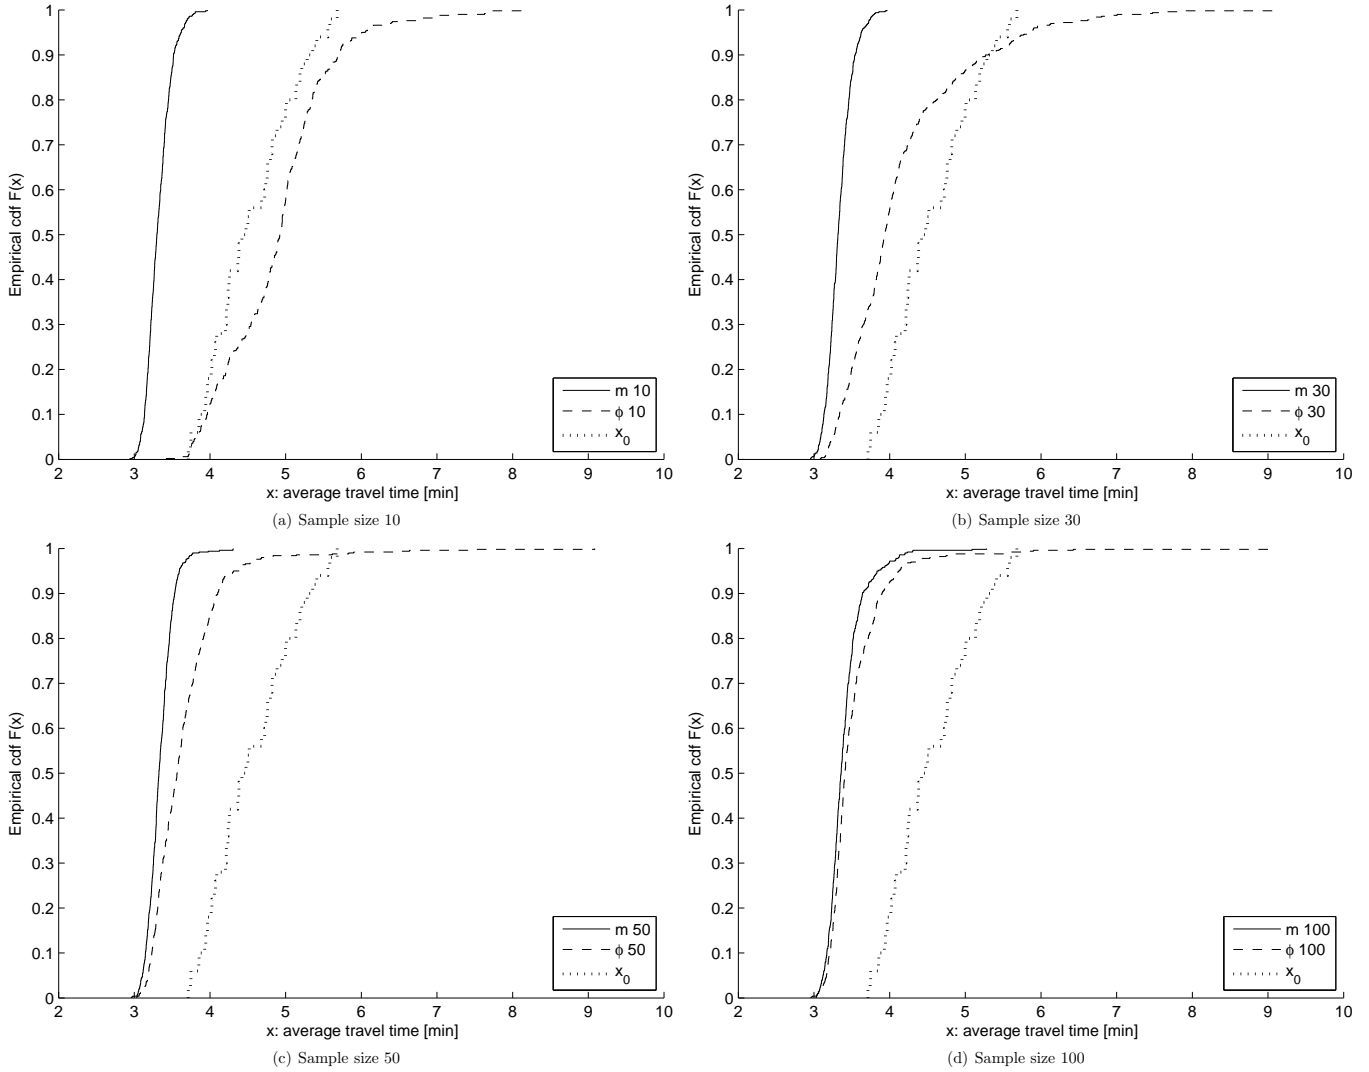 1
0.9
0.8
0.7
0.6
0.5
0.4
0.3
0.2
0.1
0
Empirical cdf F(x)
2 3 4 5 6 7 8 9 10
x: average travel time [min]
m 10
ϕ 10
x0
(a) Sample size 10
1
0.9
0.8
0.7
0.6
0.5
0.4
0.3
0.2
0.1
0
Empirical cdf F(x)
2 3 4 5 6 7 8 9 10
x: average travel time [min]
m 30
ϕ 30
x0
(b) Sample size 30
1
0.9
0.8
0.7
0.6
0.5
0.4
0.3
0.2
0.1
0
Empirical cdf F(x)
2 3 4 5 6 7 8 9 10
x: average travel time [min]
m 50
ϕ 50
x0
(c) Sample size 50
1
0.9
0.8
0.7
0.6
0.5
0.4
0.3
0.2
0.1
0
Empirical cdf F(x)
2 3 4 5 6 7 8 9 10
x: average travel time [min]
m 100
ϕ 100
x0
(d) Sample size 100